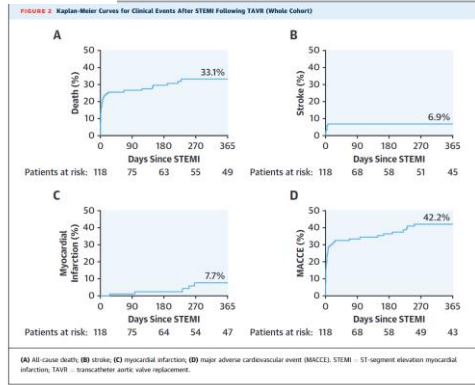 FIGURE 2 Kaplan-Meier Curves for Clinical Events After STEMI Following TAVR (Whole Cohort)
A
Death (%)
50
40
30
20
10
0
33.1%
0 90 180 270 365
Days Since STEMI
Patients at risk: 118 75 63 55 49
B
Stroke (%)
50
40
30
20
10
0
6.9%
0 90 180 270 365
Days Since STEMI
Patients at risk: 118 68 58 51 45
C
Myocardial
Infarction (%)
50
40
30
20
10
0
7.7%
0 90 180 270 365
Days Since STEMI
Patients at risk: 118 75 64 54 47
D
MACCE (%)
50
40
30
20
10
0
42.2%
0 90 180 270 365
Days Since STEMI
Patients at risk: 118 68 58 49 43
(A) All-cause death; (B) stroke; (C) myocardial infarction; (D) major adverse cardiovascular event (MACCE). STEMI = ST-segment elevation myocardial
infarction; TAVR = transcatheter aortic valve replacement.